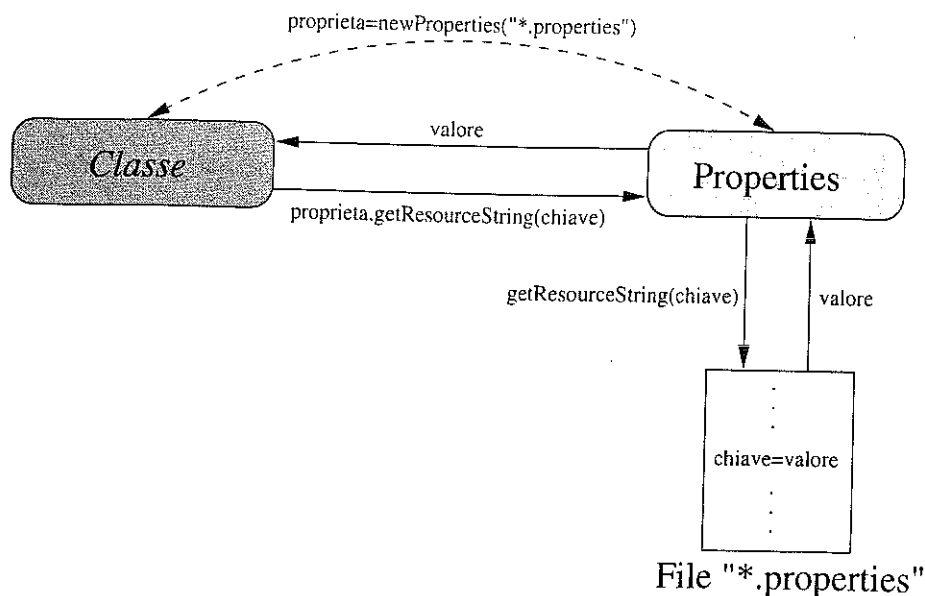 proprieta=newProperties("*.properties")
valore
Classe
Properties
proprieta.getResourceString(chiave)
getResourceString(chiave)
valore
chiave=valore
File "*.properties"